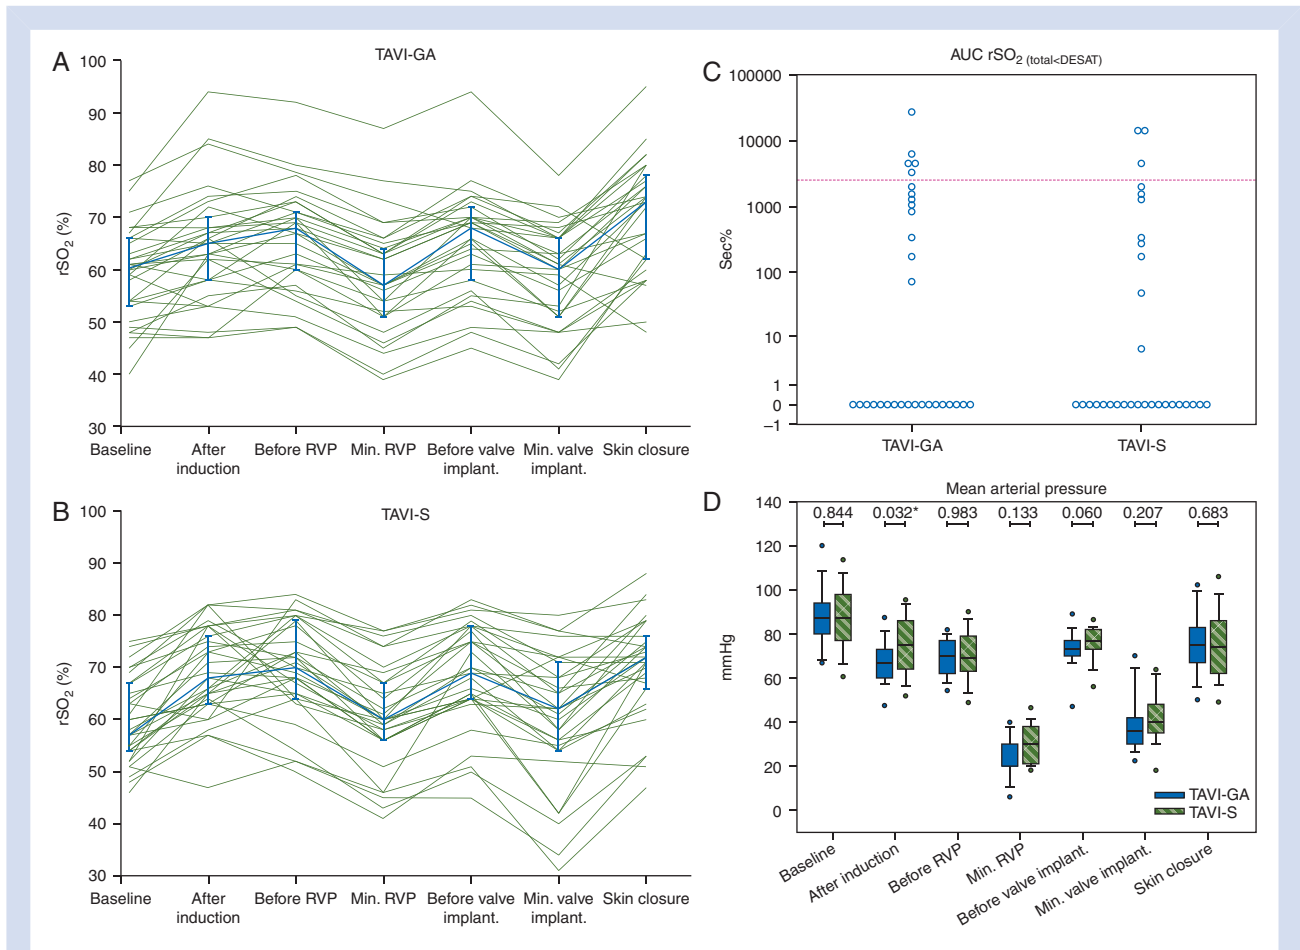 A
TAVI-GA
100
90
80
70
60
50
40
30
rSO2 (%)
Baseline
After induction
Before RVP
Min. RVP
Before valve implant.
Min. valve implant.
Skin closure
B
TAVI-S
100
90
80
70
60
50
40
30
rSO2 (%)
Baseline
After induction
Before RVP
Min. RVP
Before valve implant.
Min. valve implant.
Skin closure
C
AUC rSO2 (total<DESAT)
100000
10000
1000
100
10
1
0
–1
Sec%
TAVI-GA
TAVI-S
D
Mean arterial pressure
140
120
100
80
60
40
20
0
mmHg
0.844
0.032*
0.983
0.133
0.060
0.207
0.683
TAVI-GA
TAVI-S
Baseline
After induction
Before RVP
Min. RVP
Before valve implant.
Min. valve implant.
Skin closure